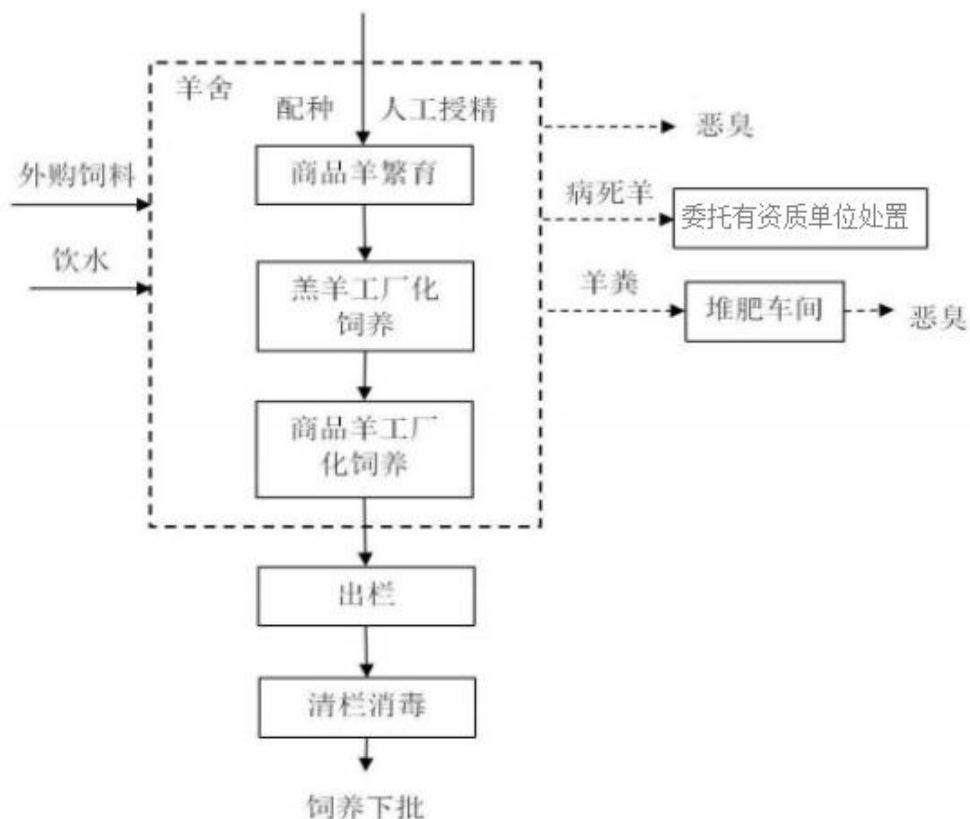 羊舍
配种 人工授精
恶臭
商品羊繁育
外购饲料
病死羊
委托有资质单位处置
饮水
羔羊工厂化
饲养
羊粪
堆肥车间
恶臭
商品羊工厂
化饲养
出栏
清栏消毒
饲养下批